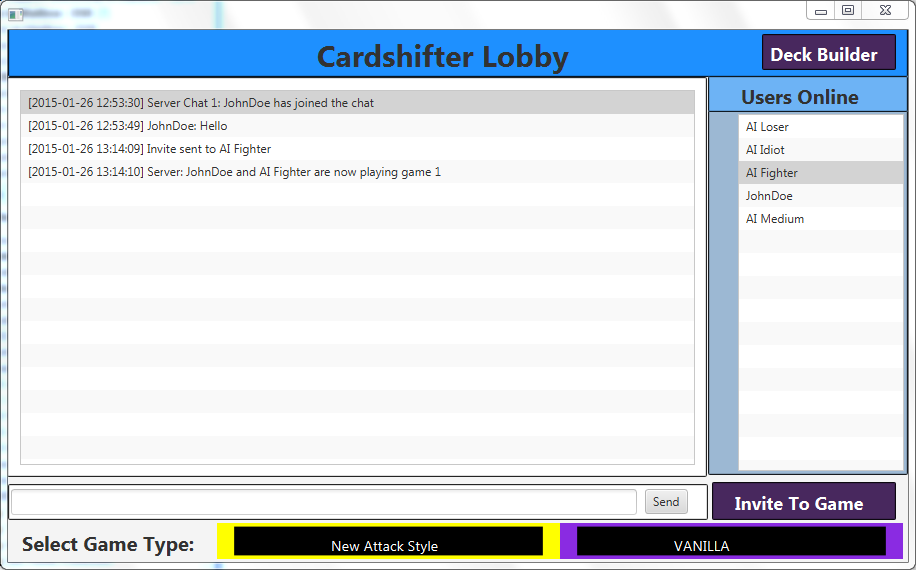 Cardshifter Lobby
Deck Builder
[2015-01-26 12:53:30] Server Chat 1: JohnDoe has joined the chat
[2015-01-26 12:53:49] JohnDoe: Hello
[2015-01-26 13:14:09] Invite sent to AI Fighter
[2015-01-26 13:14:10] Server: JohnDoe and AI Fighter are now playing game 1
Users Online
AI Loser
AI Idiot
AI Fighter
JohnDoe
AI Medium
Send
Invite To Game
Select Game Type:
New Attack Style
VANILLA